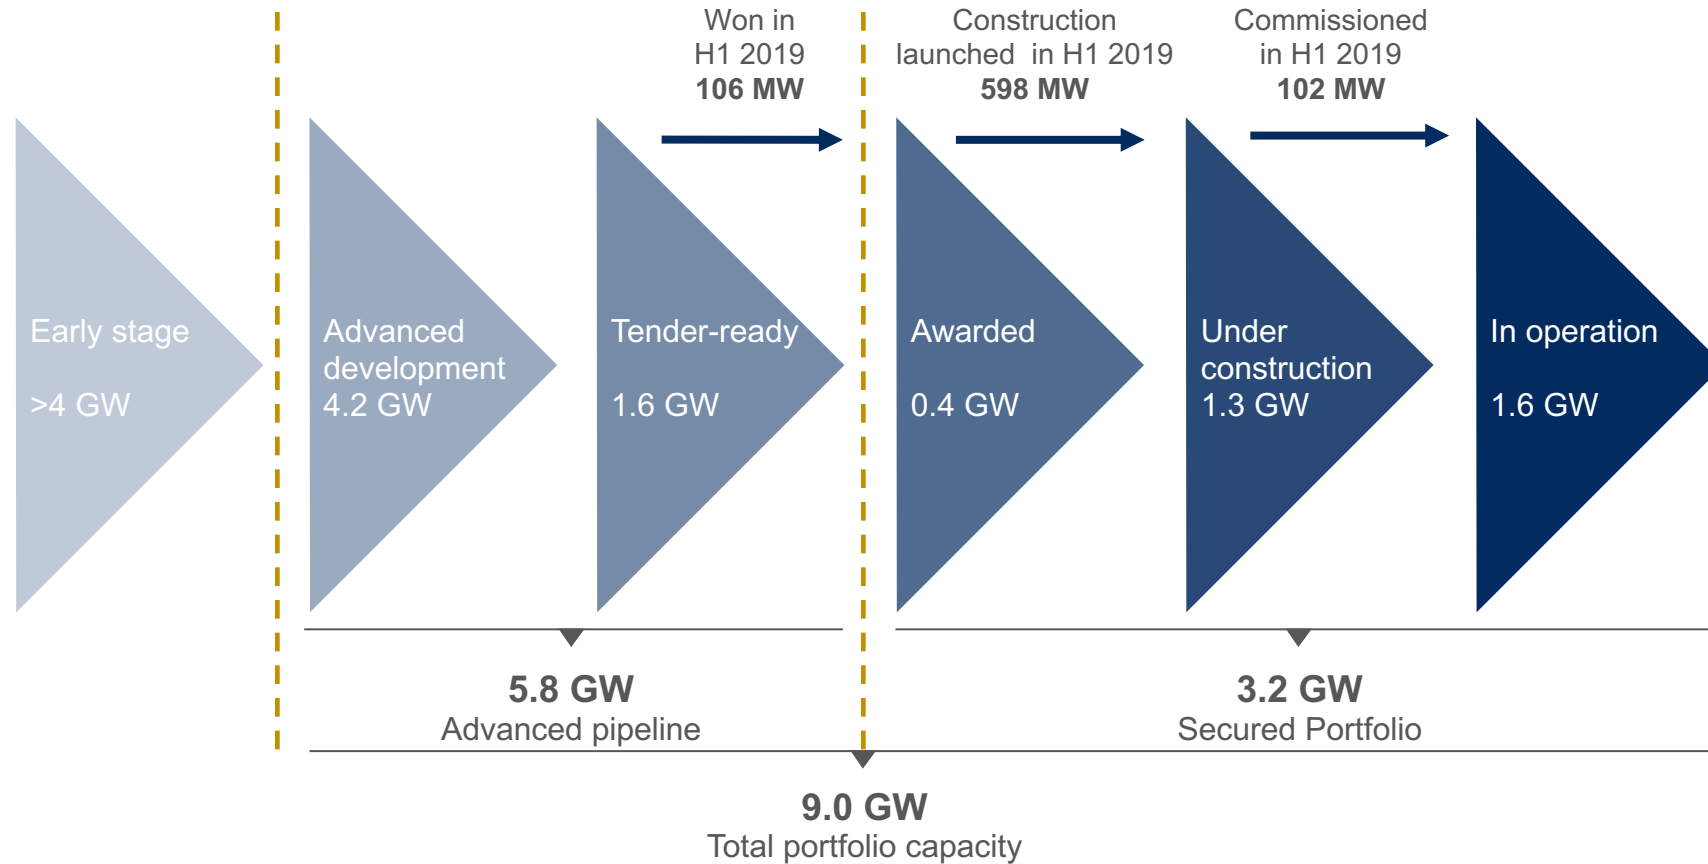 Won in
H1 2019
106 MW
Construction
launched in H1 2019
598 MW
Commissioned
in H1 2019
102 MW
Early stage
>4 GW
Advanced
development
4.2 GW
Tender-ready
1.6 GW
Awarded
0.4 GW
Under
construction
1.3 GW
In operation
1.6 GW
5.8 GW
Advanced pipeline
3.2 GW
Secured Portfolio
9.0 GW
Total portfolio capacity